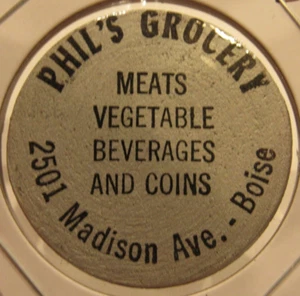 PHIL'S GROCERY
MEATS
VEGETABLE
BEVERAGES
AND COINS
2501 Madison Ave. - Boise